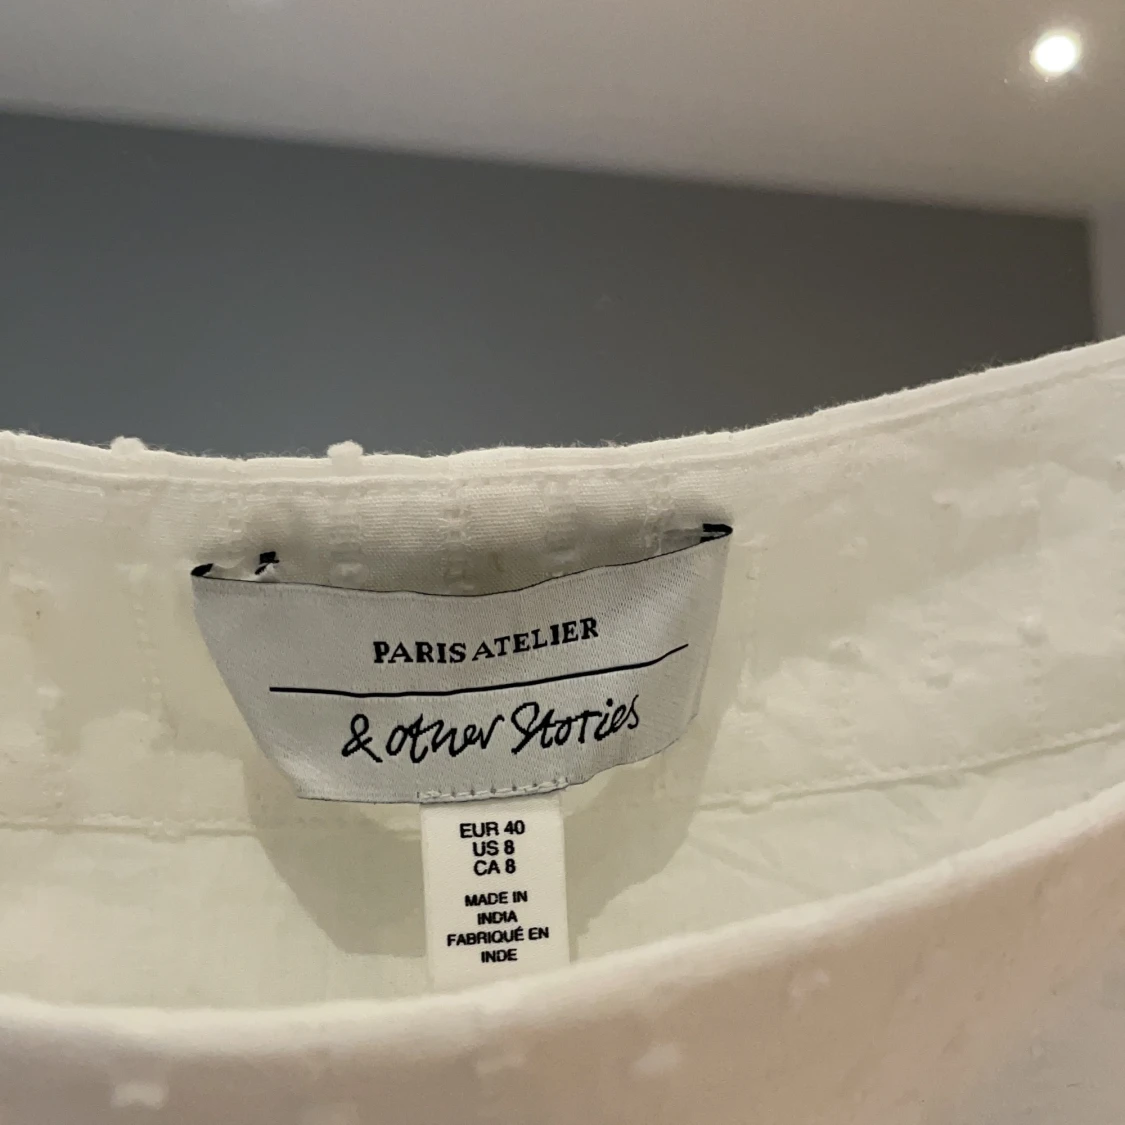 PARIS ATELIER
& other Stories
EUR 40
US 8
CA 8
MADE IN
INDIA
FABRIQUÉ EN
INDE